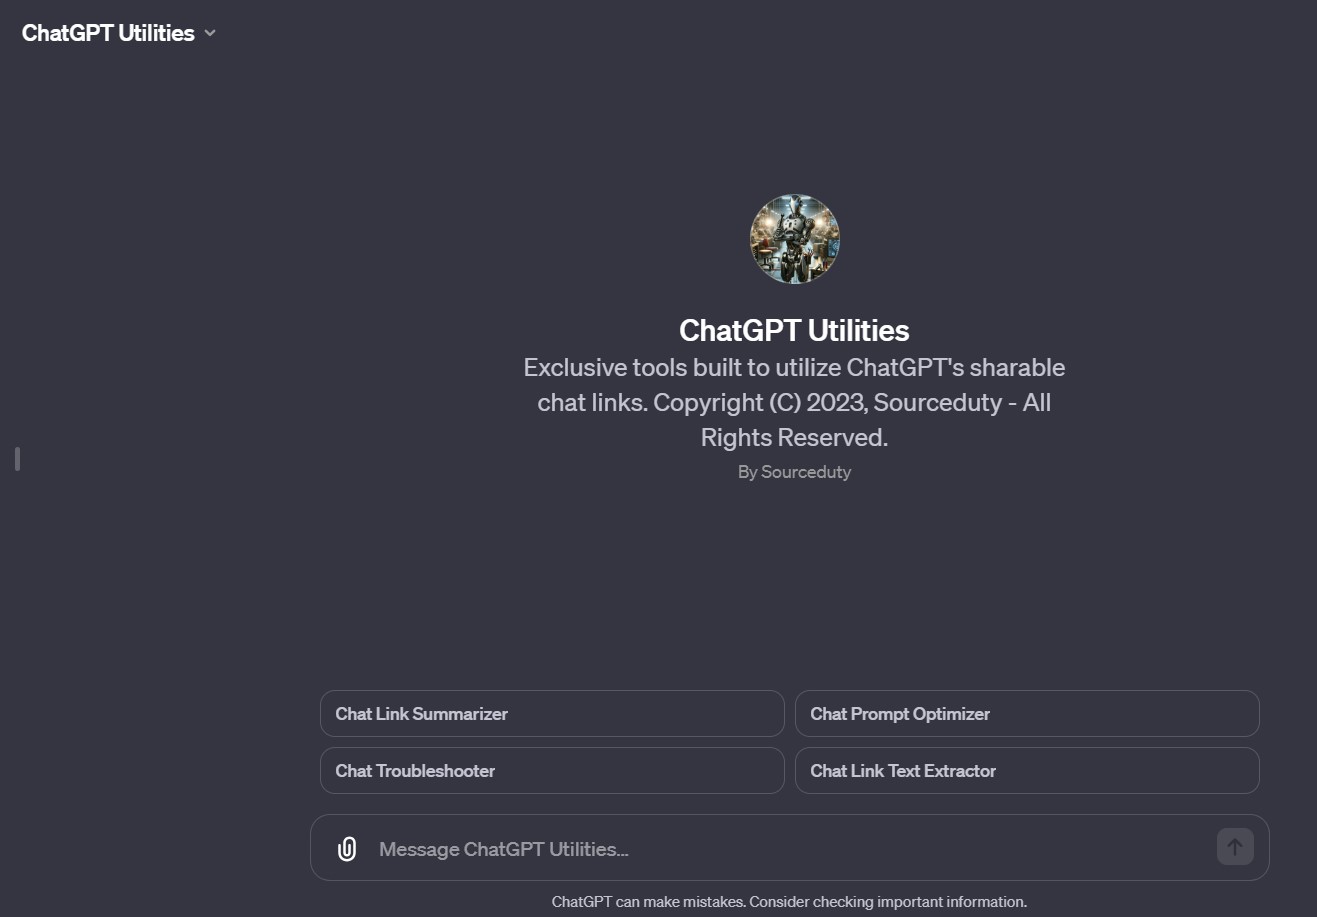 ChatGPT Utilities
ChatGPT Utilities
Exclusive tools built to utilize ChatGPT's sharable
chat links. Copyright (C) 2023, Sourceduty - All
Rights Reserved.
By Sourceduty
Chat Link Summarizer
Chat Prompt Optimizer
Chat Troubleshooter
Chat Link Text Extractor
Message ChatGPT Utilities...
ChatGPT can make mistakes. Consider checking important information.